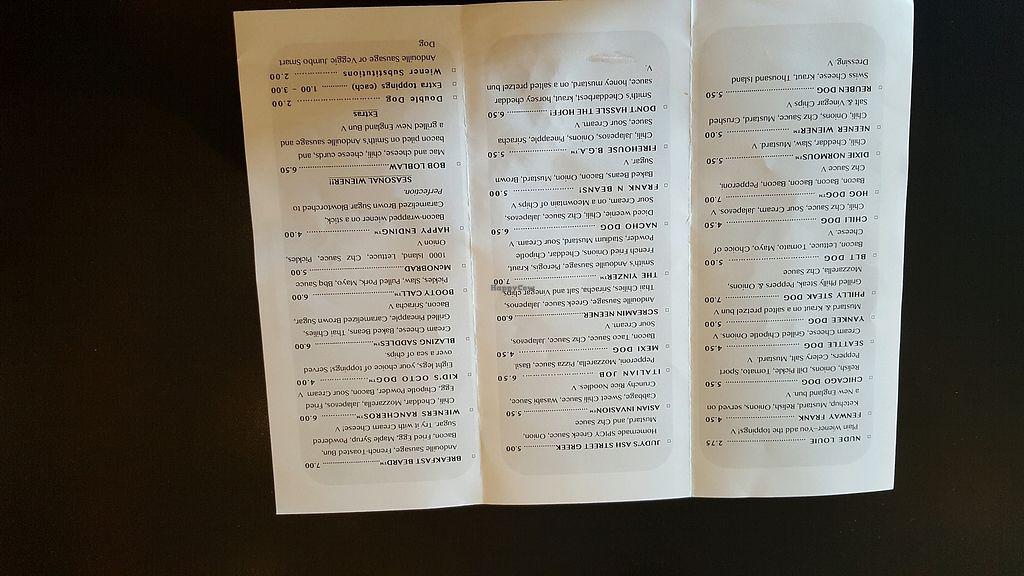 NUDE LOUIE 2.75
Plain Wiener-You add the toppings! V
FENWAY FRANK 4.50
Ketchup, Mustard, Relish, Onions, served on
a New England bun. V
CHICAGO DOG 5.50
Relish, Onions, Dill Pickle, Tomato, Sport
Peppers, Celery Salt, Mustard. V
SEATTLE DOG 4.50
Cream Cheese, Grilled Chipotle Onions. V
YANKEE DOG 5.00
Mustard & Kraut on a salted pretzel bun V
PHILLY STEAK DOG 7.00
Grilled Philly Steak, Peppers & Onions,
Mozzarella, Chz Sauce
BLT DOG 5.00
Bacon, Lettuce, Tomato, Mayo, Choice of
Cheese. V
CHILI DOG 4.50
Chili, Chz Sauce, Sour Cream, Jalapenos, V
HOG DOG™ 7.00
Bacon, Bacon, Bacon, Bacon, Pepperoni,
Chz Sauce V
DIXIE NORMOUS™ 5.50
Chili, Cheddar, Slaw, Mustard. V
NEENER WIENER™ 5.00
Chili, Onions, Chz Sauce, Mustard, Crushed
Salt & Vinegar Chips V
REUBEN DOG 5.50
Swiss Cheese, Kraut, Thousand Island
Dressing. V
JUDY'S ASH STREET GREEK 5.00
Homemade SPICY Greek Sauce, Onion,
Mustard, and Chz Sauce
ASIAN INVASION™ 5.50
Cabbage, Sweet Chili Sauce, Wasabi Sauce,
Crunchy Rice Noodles. V
ITALIAN JOB 6.50
Pepperoni, Mozzarella, Pizza Sauce, Basil
MEXI DOG 4.50
Bacon, Taco Sauce, Chz Sauce, Jalapenos,
Sour Cream. V
SCREAMIN NEENER 6.00
Andouille Sausage, Greek Sauce, Jalapenos,
Thai Chilies, Sriracha, Salt and Vinegar chips
THE YINZER™ 7.00
Smith's Andouille Sausage, Perogis, Kraut,
French Fried Onions, Cheddar, Chipotle
Powder, Stadium Mustard, Sour Cream. V
NACHO DOG 6.50
Diced weenie, Chili, Chz Sauce, Jalapenos,
Sour Cream, on a Mountain of Chips V
FRANK 'N BEANS! 5.00
Baked Beans, Bacon, Onion, Mustard, Brown
Sugar. V
FIREHOUSE B.G.A.™ 5.50
Chili, Jalapeños, Onions, Pineapple, Sriracha
Sauce, Sour Cream. V
DON'T HASSLE THE HOFF! 6.50
Smith's Cheddarbest, kraut, horsey cheddar
sauce, honey mustard, on a salted pretzel bun
V.
BREAKFAST BEARD™ 7.00
Andouille Sausage, French-Toasted Bun,
Bacon, Fried Egg, Maple Syrup, Powdered
Sugar. Try it with Cream Cheese! V
WIENERS RANCHEROS
Chili, Cheddar, Mozzarella, Jalapenos, Fried
Egg, Chipotle Powder, Bacon, Sour Cream V
KID'S OCTO DOG™ 4.00
Eight legs, your choice of toppings! Served
over a sea of chips.
BLAZING SADDLES™ 6.00
Cream Cheese, Baked Beans, Thai Chilies,
Grilled Pineapple, Caramelized Brown Sugar,
Bacon, Sriracha V
BOOTY CALL™ 6.00
Pickles, Slaw, Pulled Pork, Mayo, Bbq Sauce
McNOBRAD 5.00
1000 Island, Lettuce, Chz Sauce, Pickles,
Onion V
HAPPY ENDING™ 4.00
Bacon-wrapped wiener on a stick,
Caramelized Brown Sugar Blowtorched to
Perfection.
SEASONAL WIENER!!
BOB LOBLAW 6.50
Mac and cheese, chili, cheese curds, and
bacon piled on Smith's Andouille sausage and
a grilled New England Bun V
Extras
Double Dog 2.00
Extra toppings (each) 1.00 - 3.00
Wiener Substitutions 2.00
Andouille Sausage or Veggie Jumbo Smart
Dog
HappyCow